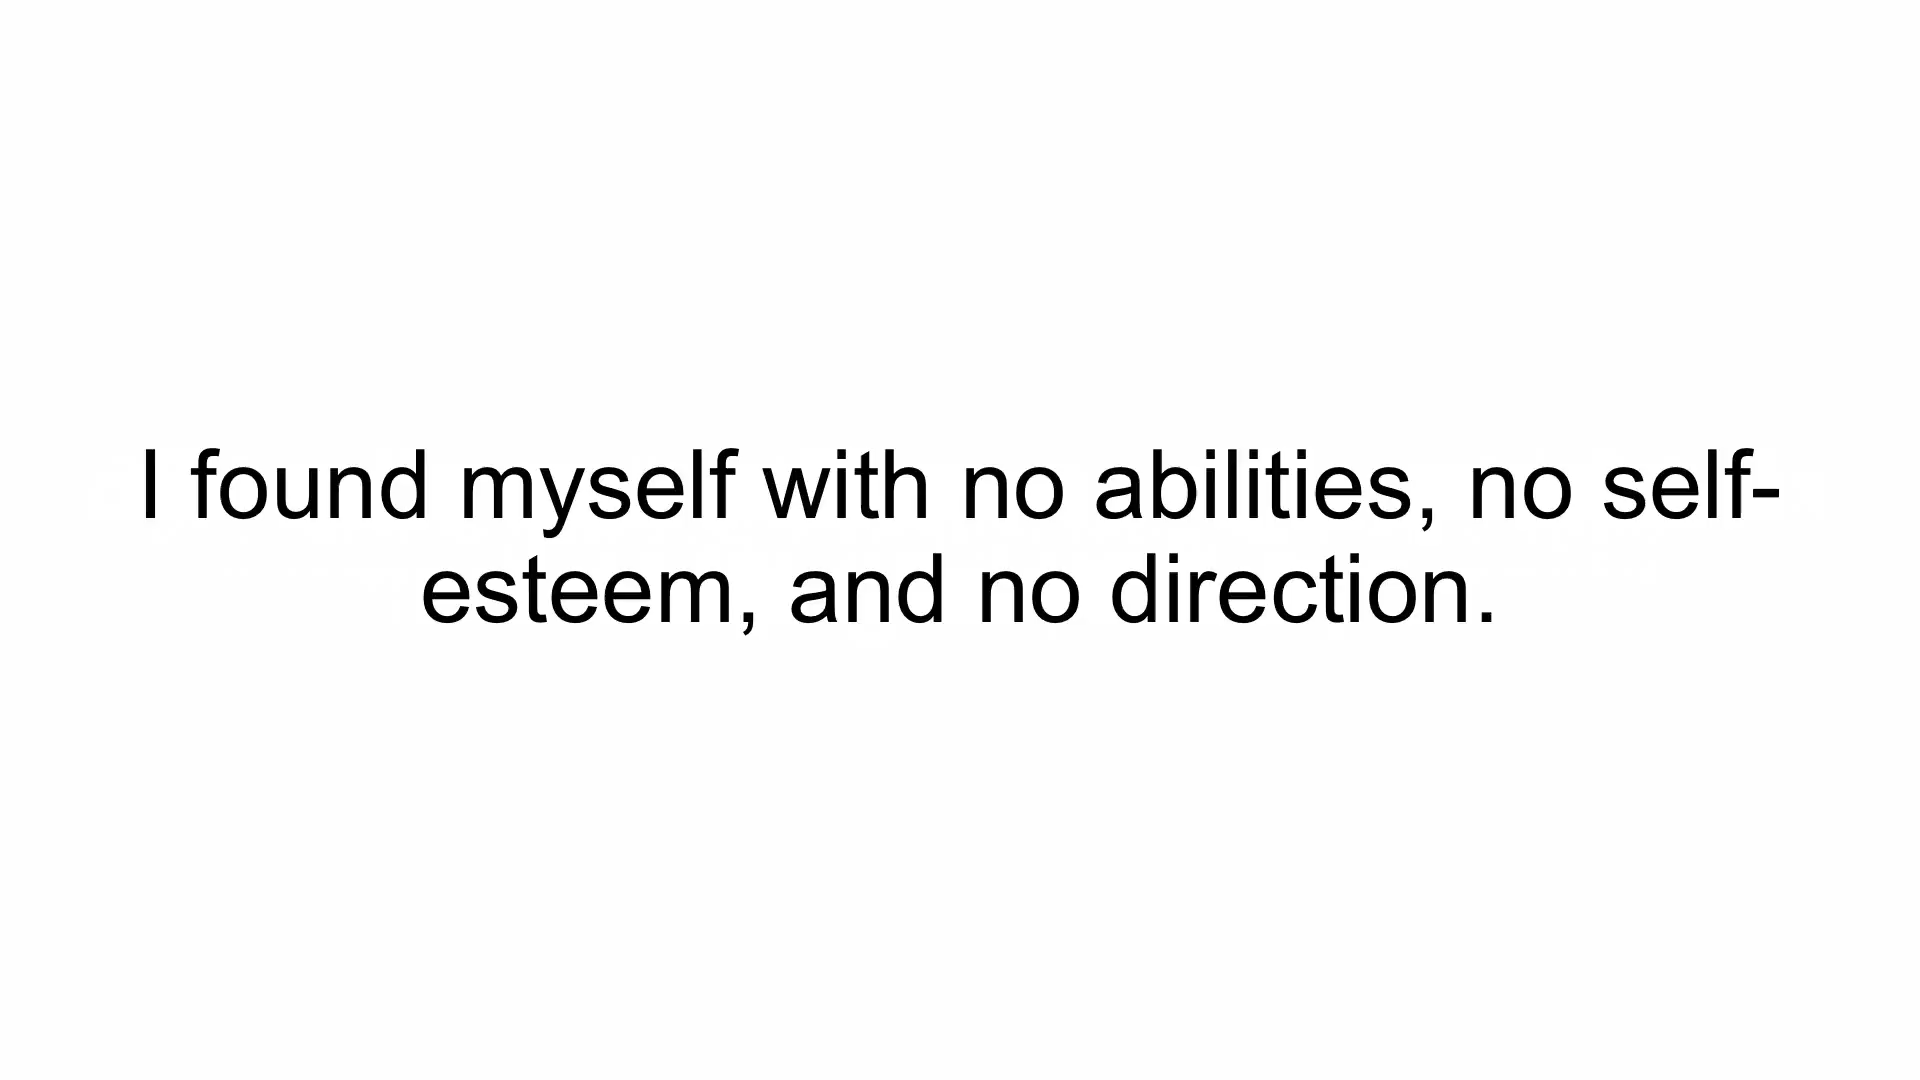 I found myself with no abilities, no self-
esteem, and no direction.